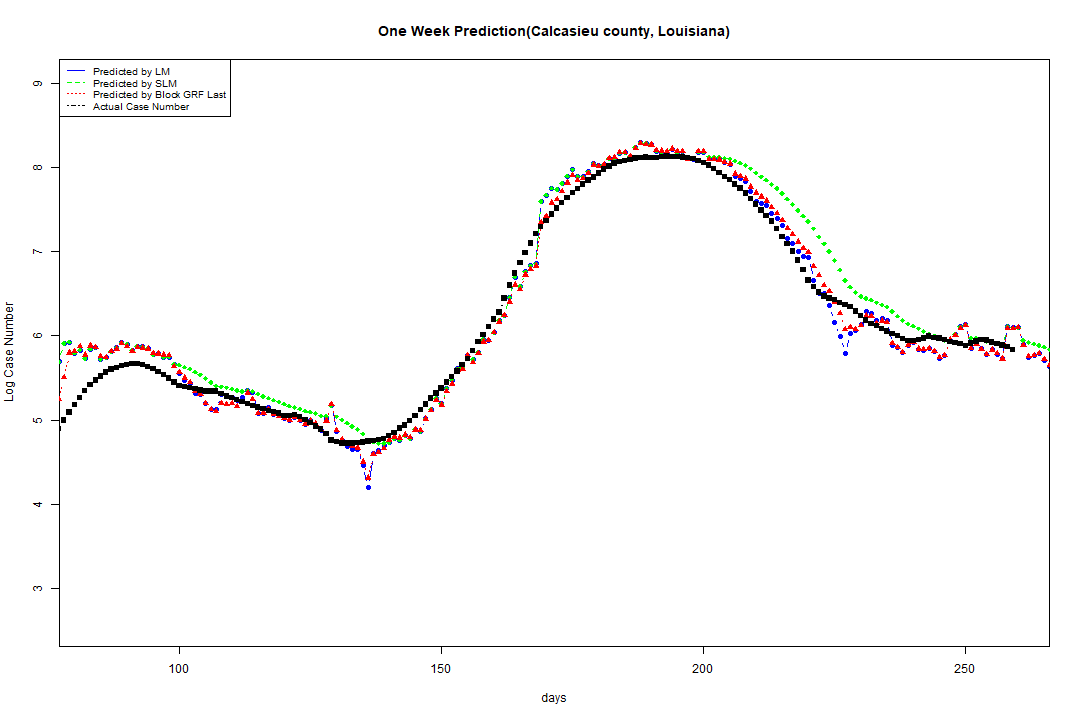 One Week Prediction(Calcasieu county, Louisiana)
Predicted by LM
Predicted by SLM
Predicted by Block GRF Last
Actual Case Number
9
8
7
6
5
4
3
Log Case Number
100 150 200 250
days